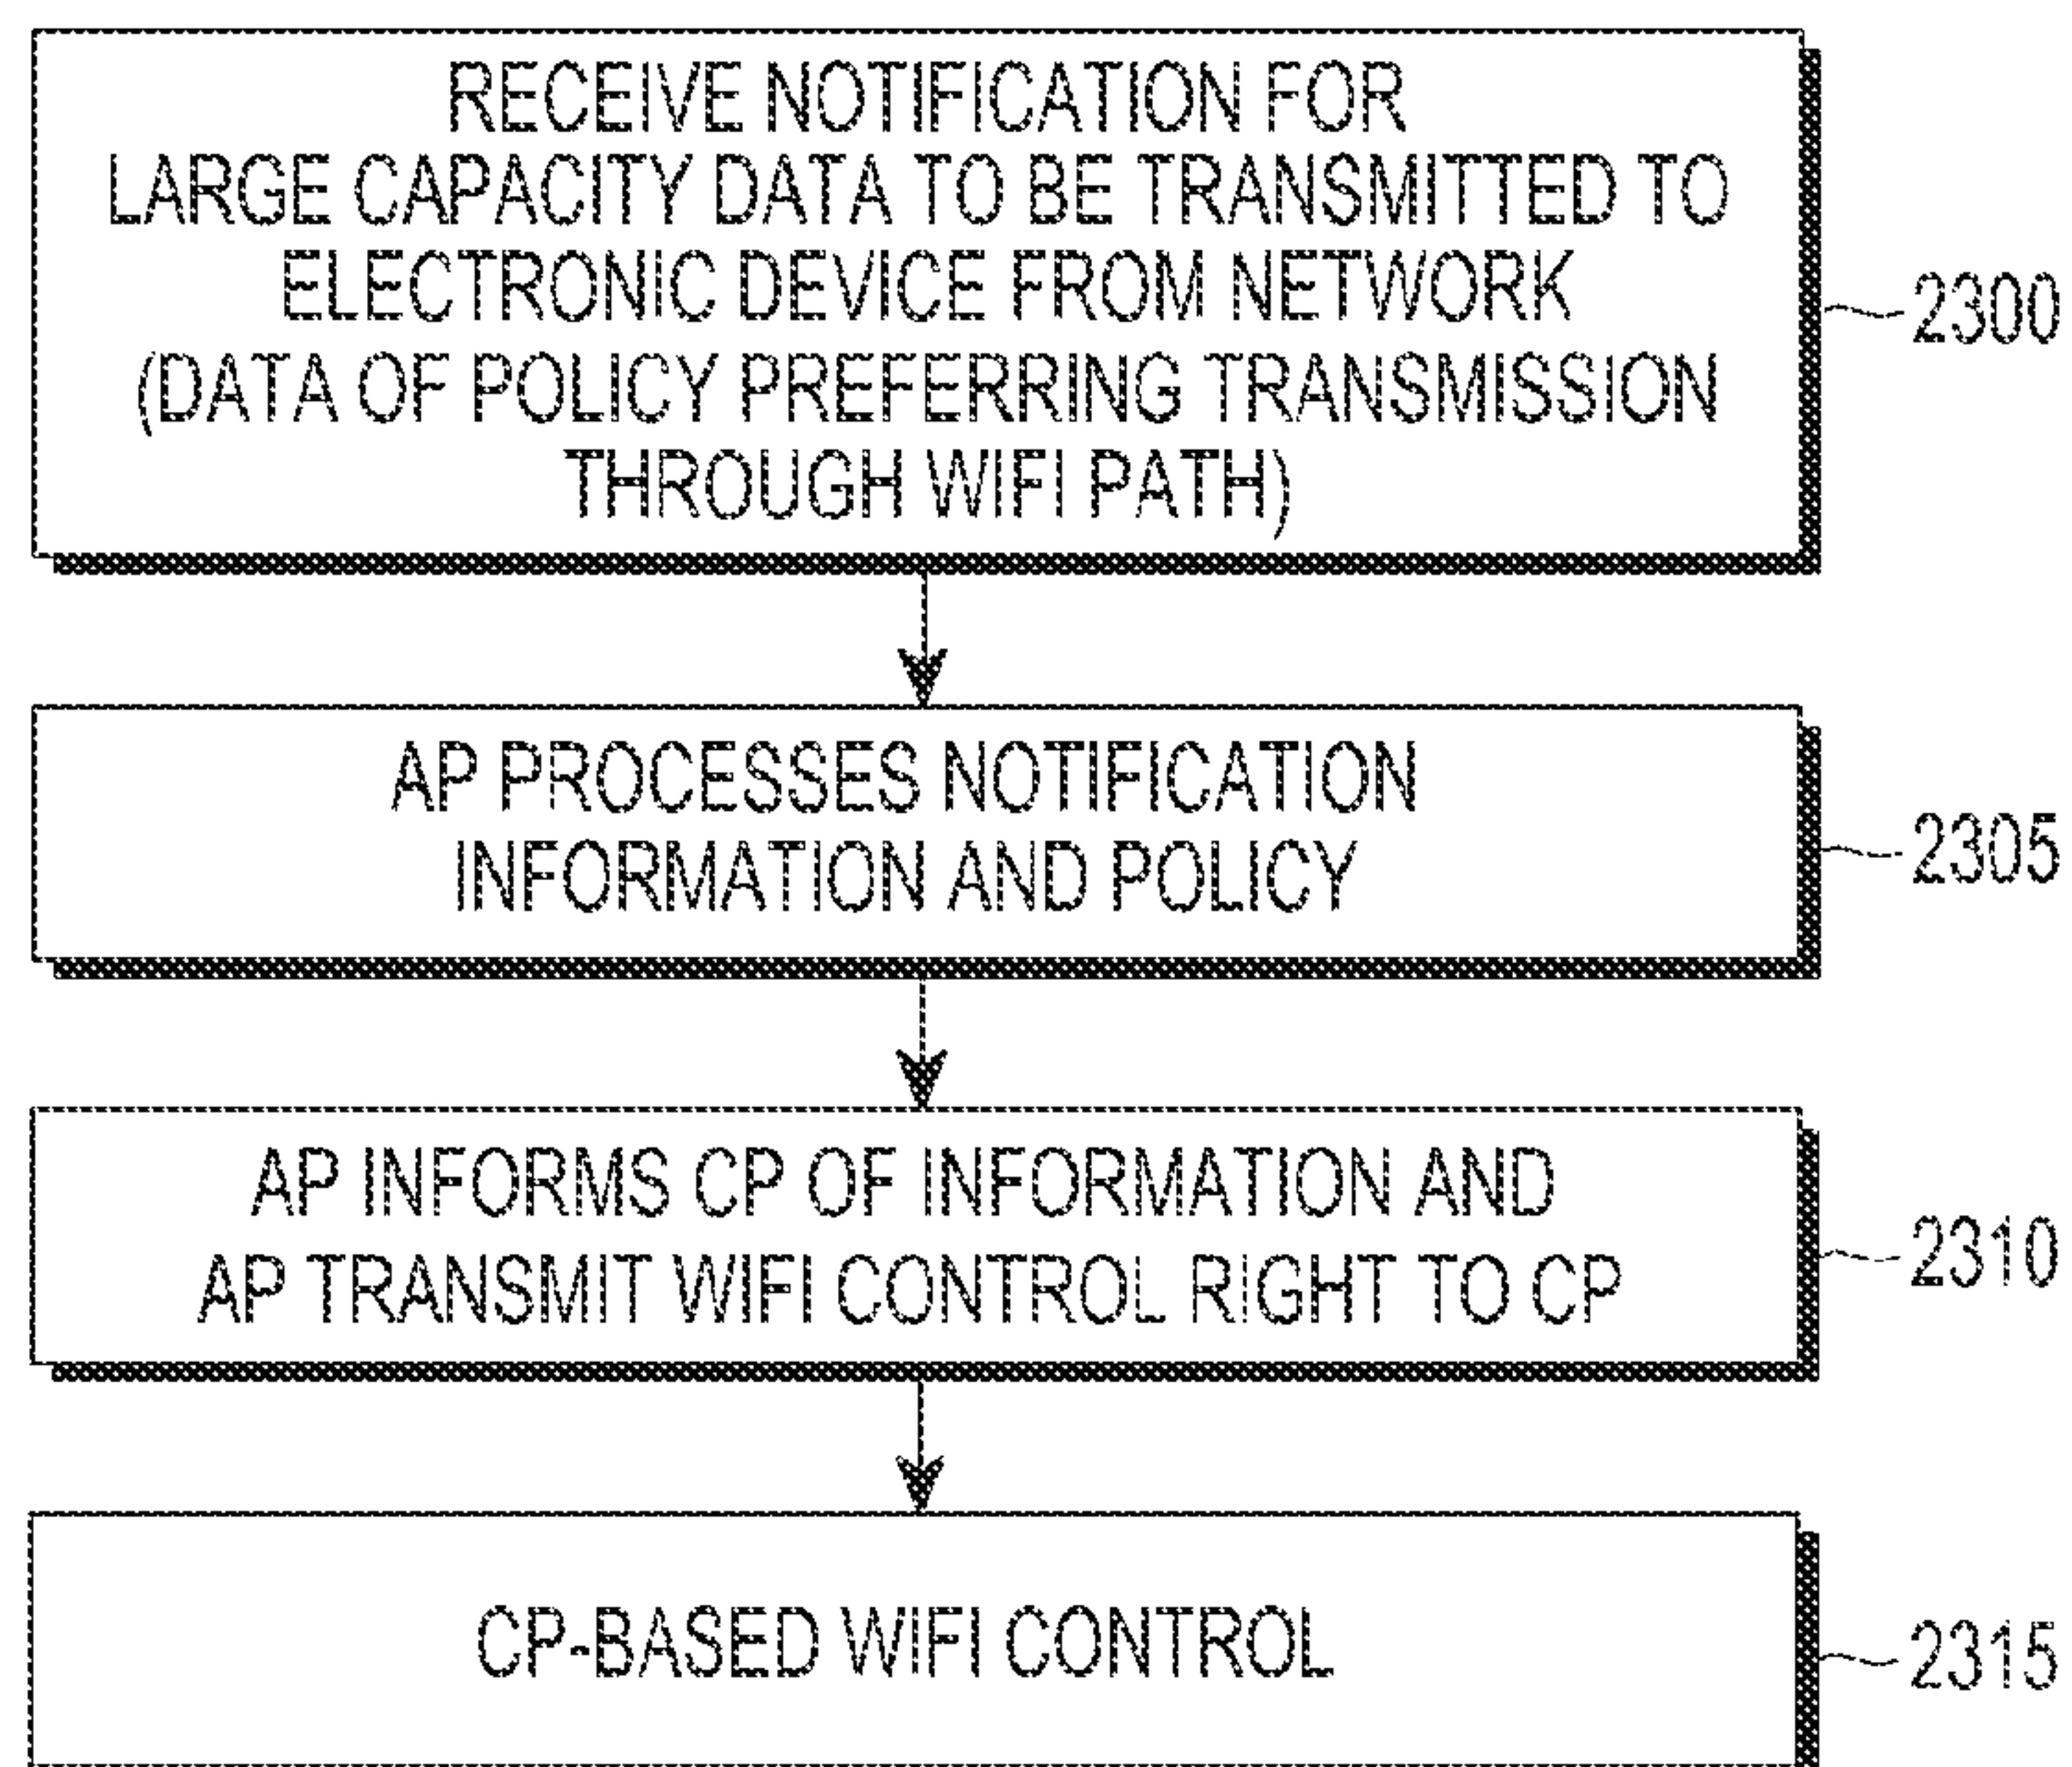 RECEIVE NOTIFICATION FOR
LARGE CAPACITY DATA TO BE TRANSMITTED TO
ELECTRONIC DEVICE FROM NETWORK
(DATA OF POLICY PREFERRING TRANSMISSION
THROUGH WIFI PATH)
2300
AP PROCESSES NOTIFICATION
INFORMATION AND POLICY
2305
AP INFORMS CP OF INFORMATION AND
AP TRANSMIT WIFI CONTROL RIGHT TO CP
2310
CP-BASED WIFI CONTROL
2315